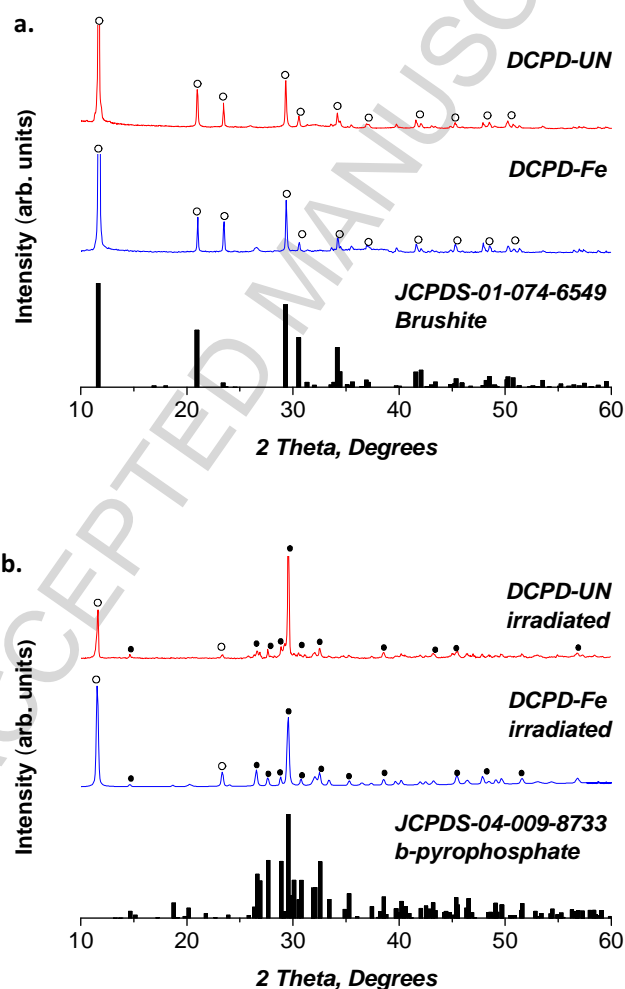 a.
DCPD-UN
DCPD-Fe
JCPDS-01-074-6549
Brushite
Intensity (arb. units)
10 20 30 40 50 60
2 Theta, Degrees
b.
DCPD-UN
irradiated
DCPD-Fe
irradiated
JCPDS-04-009-8733
b-pyrophosphate
Intensity (arb. units)
10 20 30 40 50 60
2 Theta, Degrees
ACCEPTED MANUSC